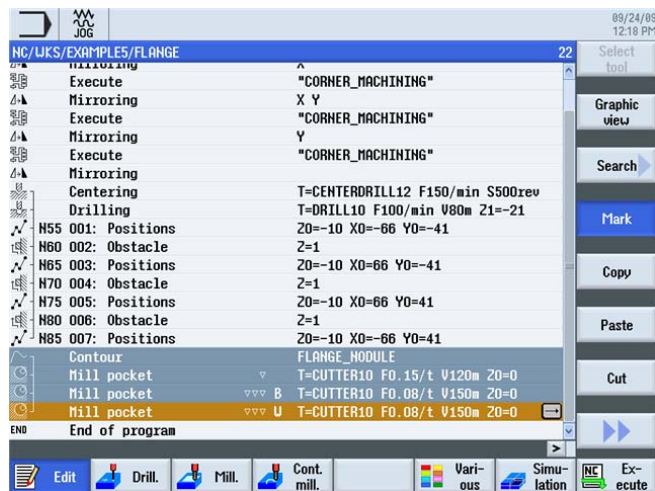 JOG
09/24/09
12:18 PM
NC/WKS/EXAMPLE5/FLANGE 22
Select tool
Mirroring X
Execute "CORNER_MACHINING"
Mirroring X Y
Execute "CORNER_MACHINING"
Mirroring Y
Execute "CORNER_MACHINING"
Mirroring
Centering T=CENTERDRILL12 F150/min S500rev
Drilling T=DRILL10 F100/min V80m Z1=-21
N55 001: Positions Z0=-10 X0=-66 Y0=-41
N60 002: Obstacle Z=1
N65 003: Positions Z0=-10 X0=66 Y0=-41
N70 004: Obstacle Z=1
N75 005: Positions Z0=-10 X0=66 Y0=41
N80 006: Obstacle Z=1
N85 007: Positions Z0=-10 X0=-66 Y0=41
Contour FLANGE_NODULE
Mill pocket ▽ T=CUTTER10 F0.15/t V120m Z0=0
Mill pocket ▽▽▽ B T=CUTTER10 F0.08/t V150m Z0=0
Mill pocket ▽▽▽ U T=CUTTER10 F0.08/t V150m Z0=0
END End of program
Graphic view
Search
Mark
Copy
Paste
Cut
Edit
Drill.
Mill.
Cont. mill.
Vari-ous
Simu-lation
NC Ex-ecute